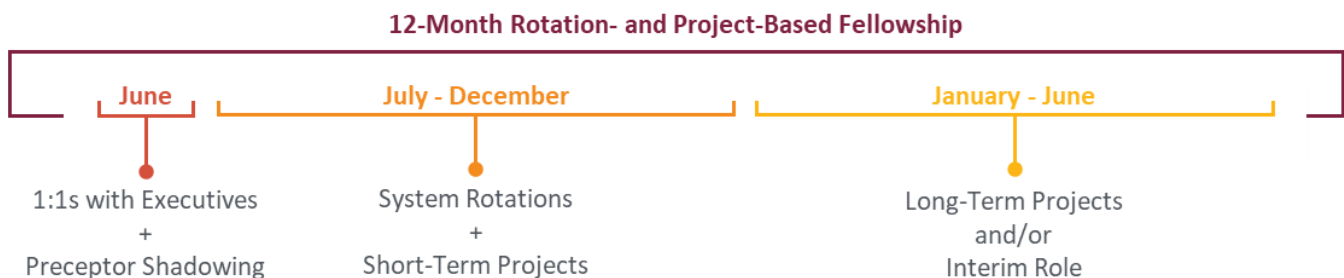 12-Month Rotation- and Project-Based Fellowship
June
July - December
January - June
1:1s with Executives
+
Preceptor Shadowing
System Rotations
+
Short-Term Projects
Long-Term Projects
and/or
Interim Role